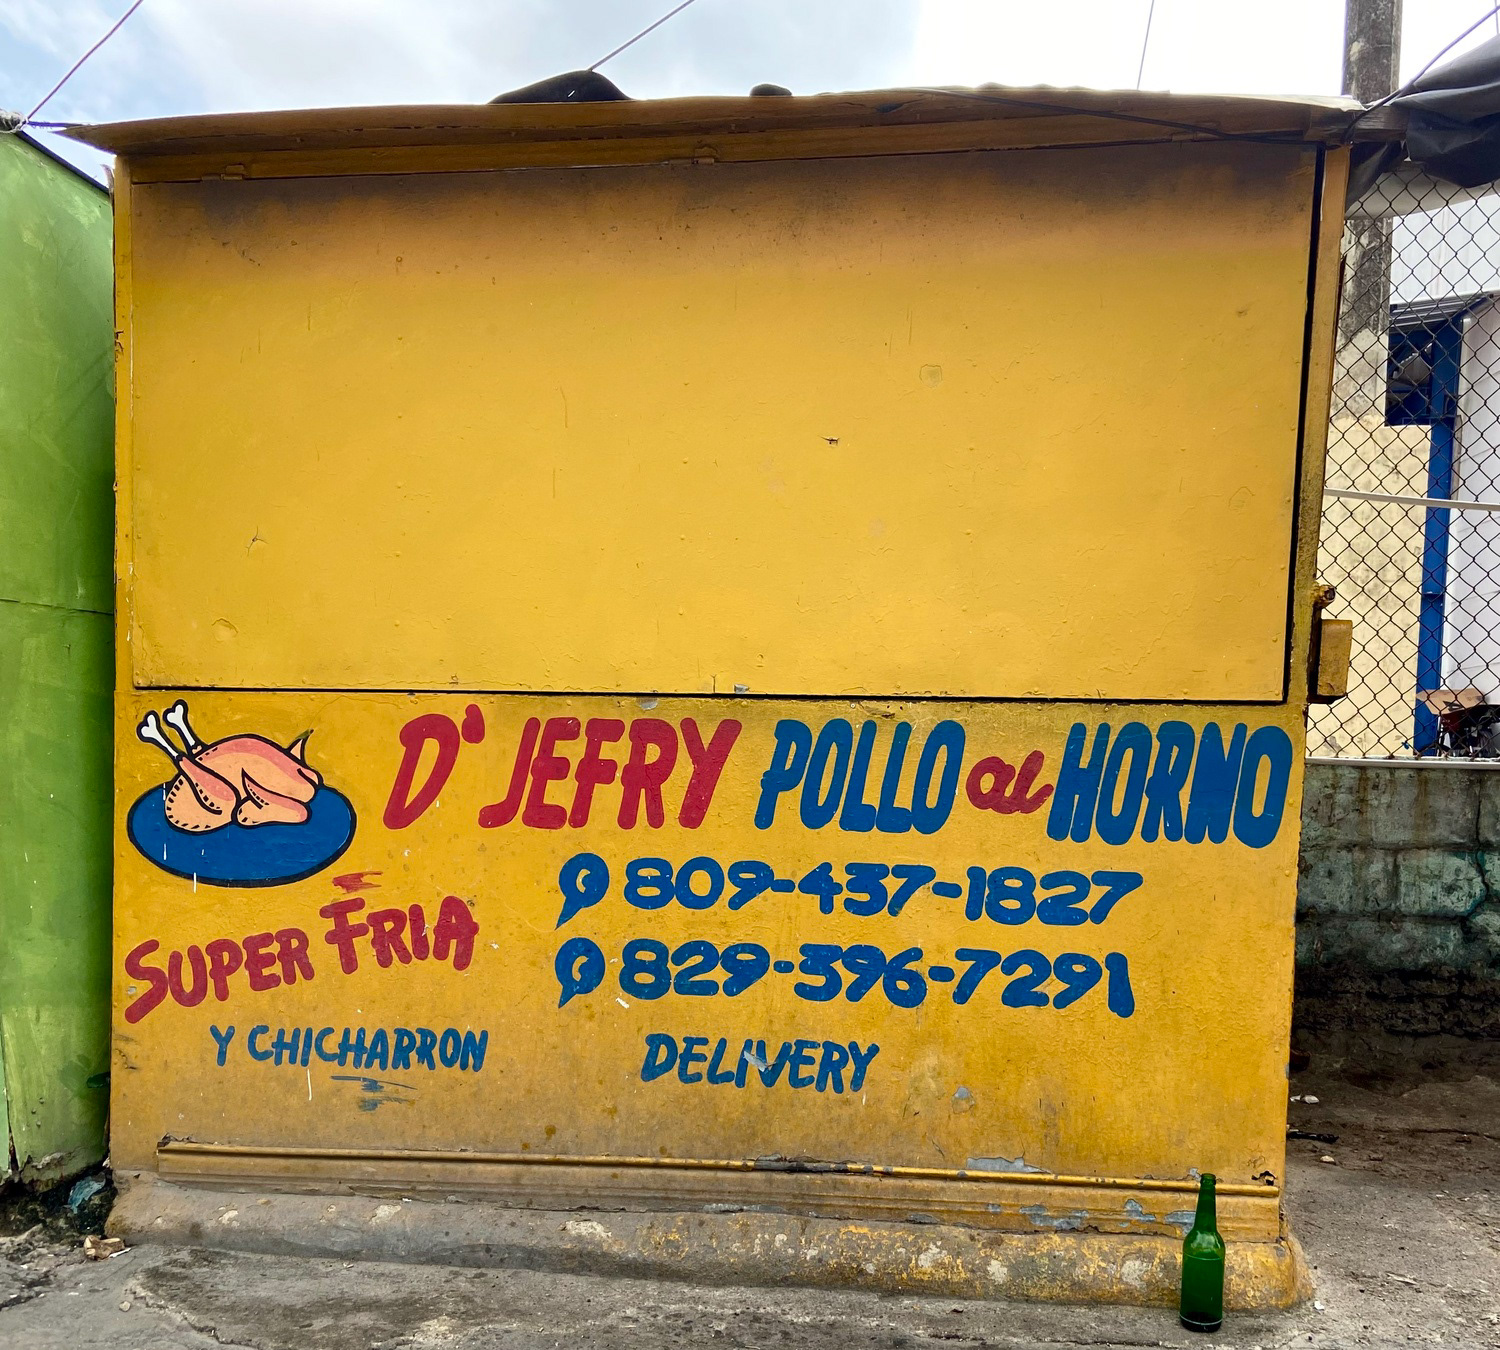 D' JEFRY POLLO al HORNO
809-437-1827
829-396-7291
SUPER FRIA
Y CHICHARRON
DELIVERY